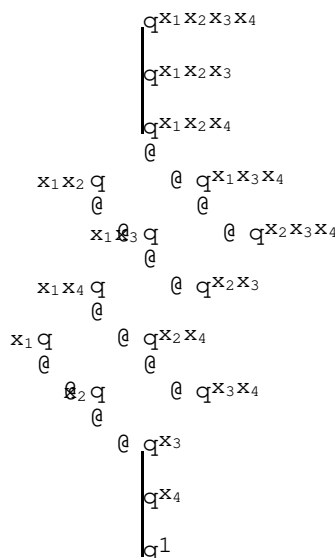 q x₁x₂x₃x₄
q x₁x₂x₃
q x₁x₂x₄
@
x₁x₂ q @ q x₁x₃x₄
@ @
x₁x₃ @ q @ q x₂x₃x₄
@
x₁x₄ q @ q x₂x₃
@
x₁ q @ q x₂x₄
@ @
@ x₂ q @ q x₃x₄
@
@ q x₃
q x₄
q 1